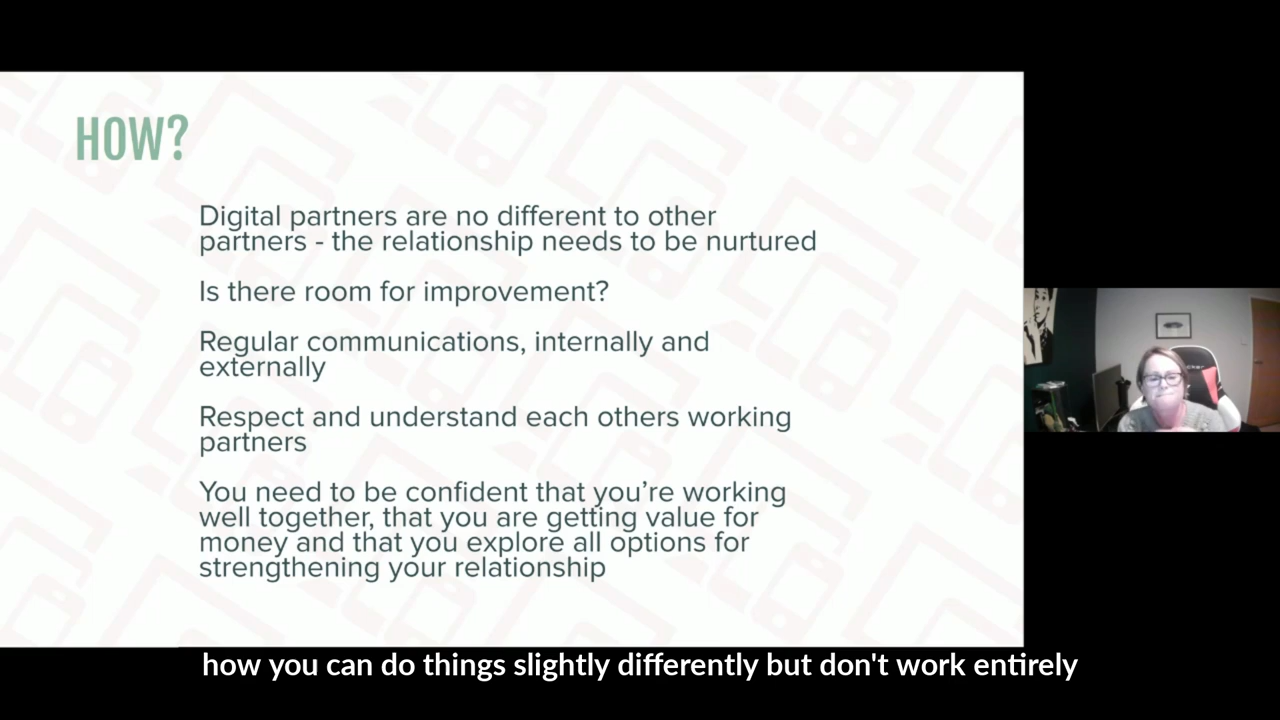 HOW?
Digital partners are no different to other
partners - the relationship needs to be nurtured
Is there room for improvement?
Regular communications, internally and
externally
Respect and understand each others working
partners
You need to be confident that you're working
well together, that you are getting value for
money and that you explore all options for
strengthening your relationship
how you can do things slightly differently but don't work entirely